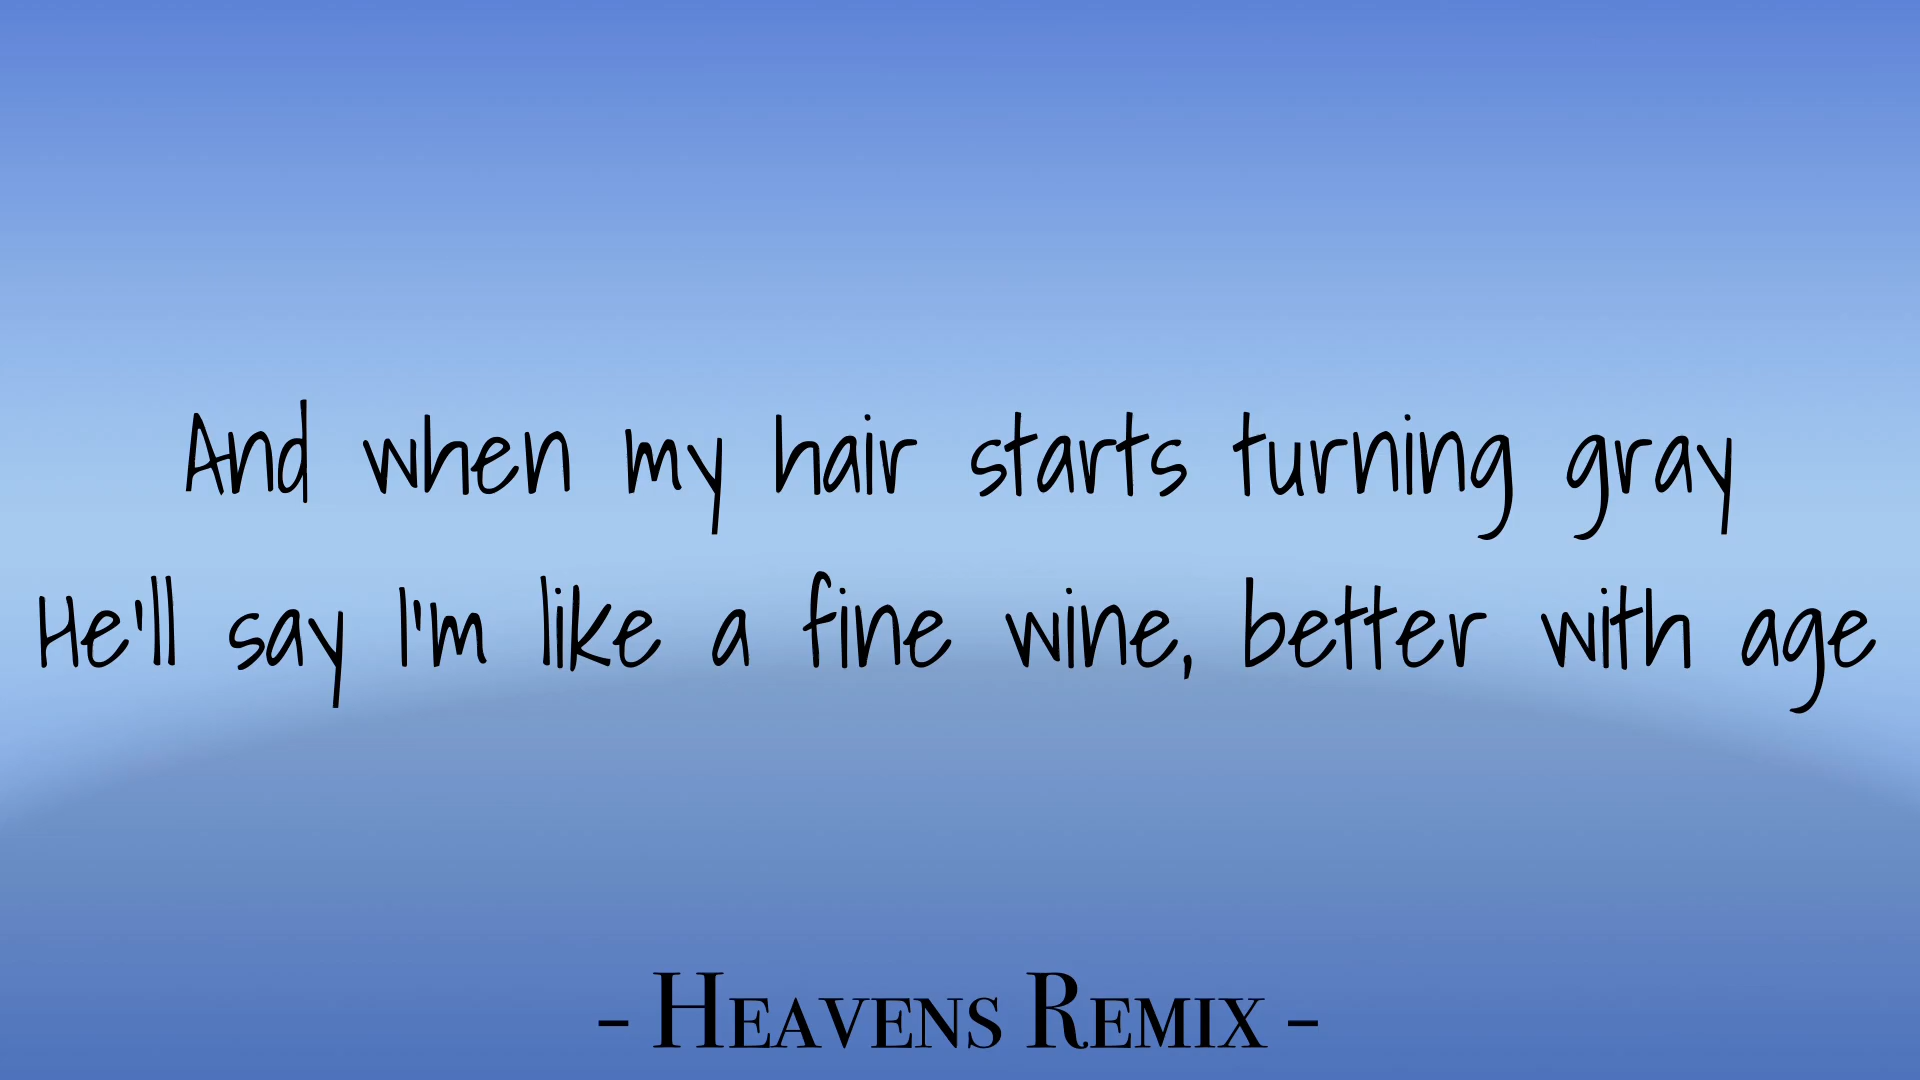 And when my hair starts turning gray
He'll say I'm like a fine wine, better with age
- Heavens Remix -